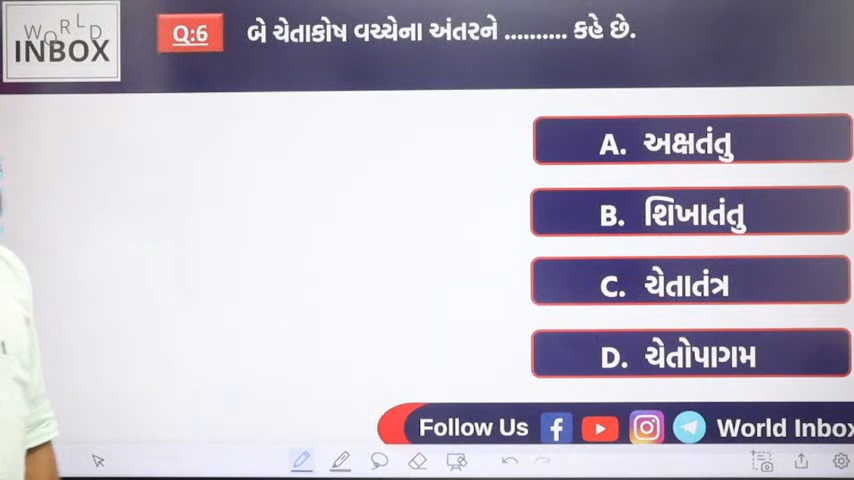 WORLD
INBOX
Q:6 બે ચેતાકોષ વચ્ચેના અંતરને .......... કહે છે.
A. અક્ષતંતુ
B. શિખાતંતુ
C. ચેતાતંત્ર
D. ચેતોપાગમ
Follow Us World Inbox